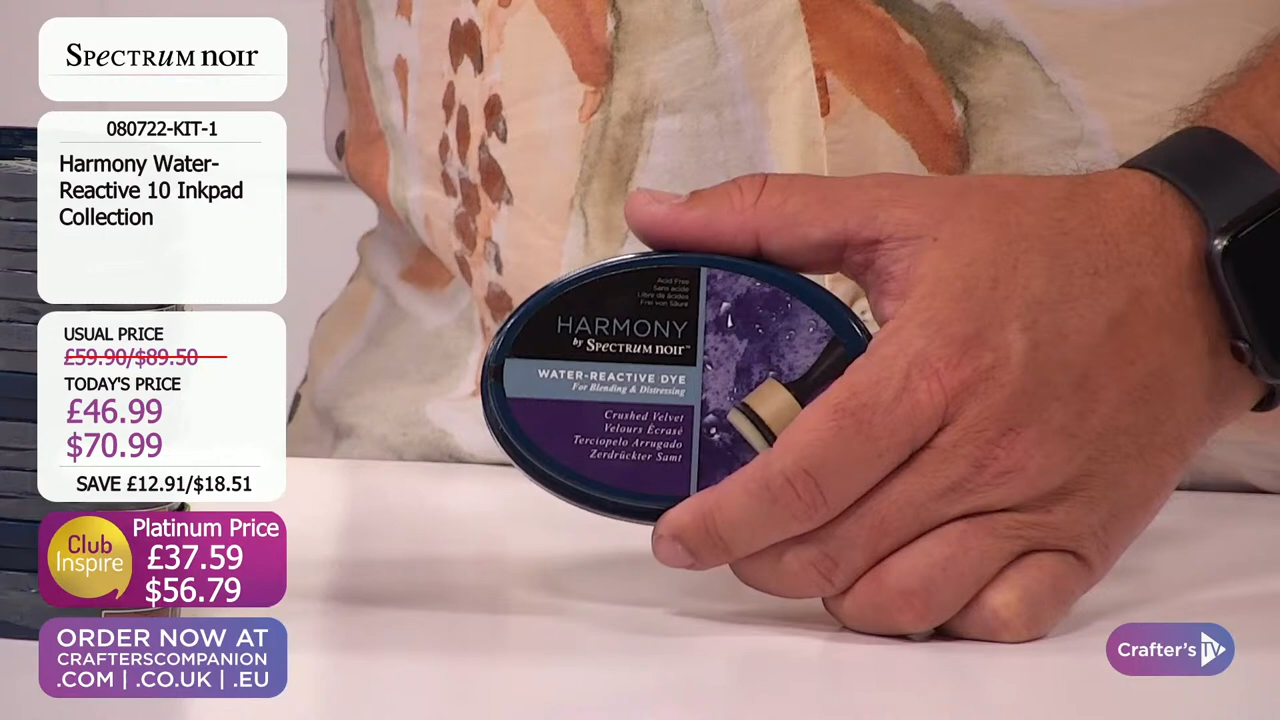 Spectrum noir
080722-KIT-1
Harmony Water-
Reactive 10 Inkpad
Collection
USUAL PRICE
£59.90/$89.50
TODAY'S PRICE
£46.99
$70.99
SAVE £12.91/$18.51
Club
Inspire
Platinum Price
£37.59
$56.79
ORDER NOW AT
CRAFTERSCOMPANION
.COM | .CO.UK | .EU
Acid Free
Sans acide
Libre de ácidos
Frei von Säure
HARMONY
by Spectrum noir™
WATER-REACTIVE DYE
For Blending & Distressing
Crushed Velvet
Velours Écrasé
Terciopelo Arrugado
Zerdrückter Samt
Crafter's TV